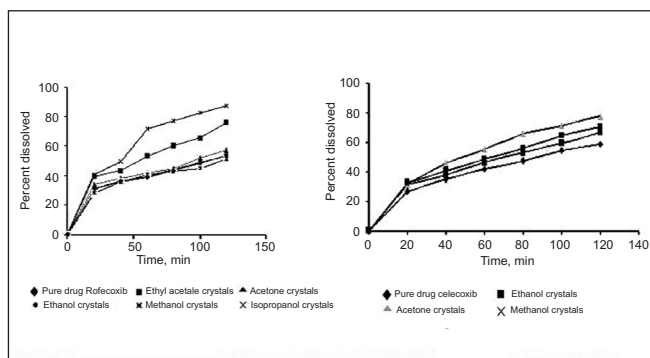 Percent dissolved
100
80
60
40
20
0
0
50
100
150
Time, min
Pure drug Rofecoxib
Ethyl acetale crystals
Acetone crystals
Ethanol crystals
Methanol crystals
Isopropanol crystals
Percent dissolved
100
80
60
40
20
0
0
20
40
60
80
100
120
140
Time, min
Pure drug celecoxib
Ethanol crystals
Acetone crystals
Methanol crystals